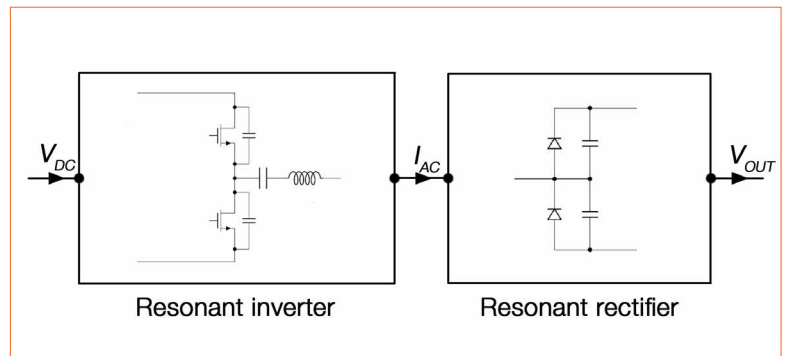 V_DC
I_AC
V_OUT
Resonant inverter
Resonant rectifier